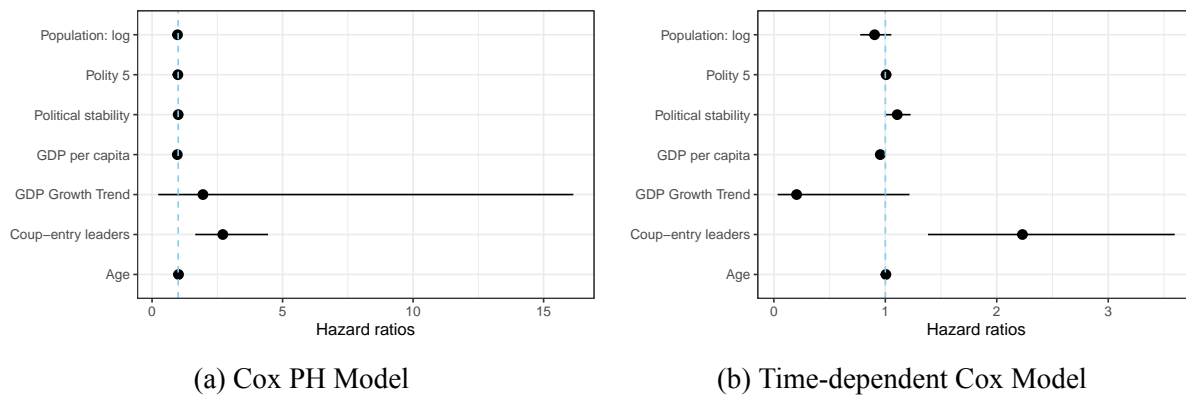 Population: log
Polity 5
Political stability
GDP per capita
GDP Growth Trend
Coup−entry leaders
Age
0 5 10 15
Hazard ratios
(a) Cox PH Model
Population: log
Polity 5
Political stability
GDP per capita
GDP Growth Trend
Coup−entry leaders
Age
0 1 2 3
Hazard ratios
(b) Time-dependent Cox Model